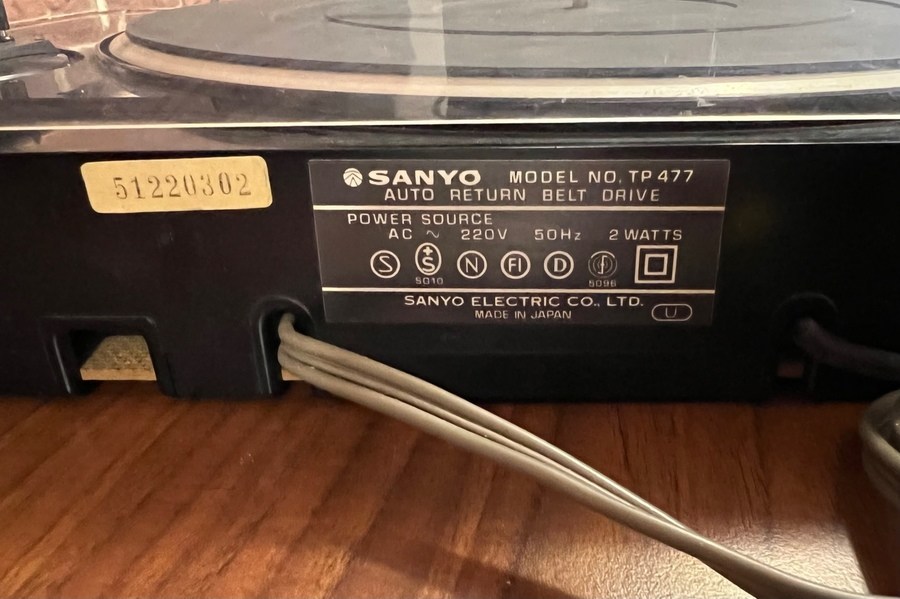 51220302
SANYO MODEL NO. TP 477
AUTO RETURN BELT DRIVE
POWER SOURCE
AC ~ 220V 50Hz 2 WATTS
S +S N FI D
5010 5096
SANYO ELECTRIC CO., LTD.
MADE IN JAPAN U